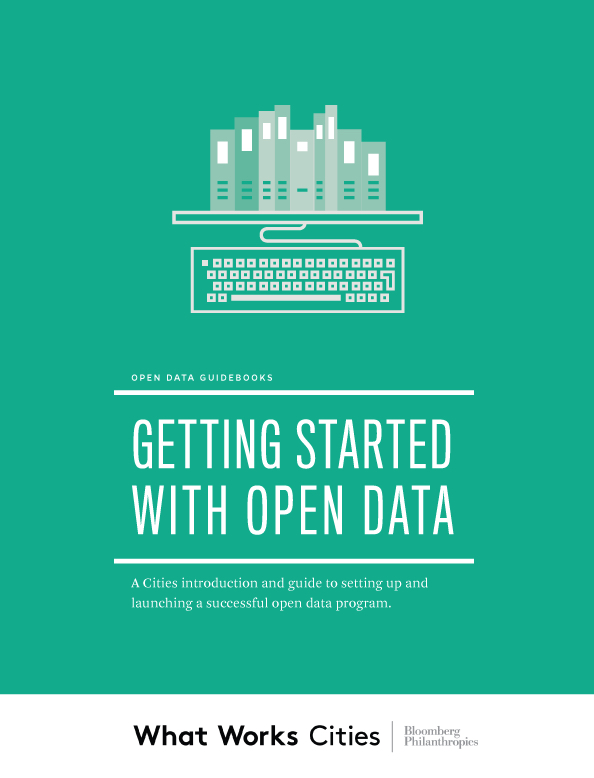 OPEN DATA GUIDEBOOKS
GETTING STARTED
WITH OPEN DATA
A Cities introduction and guide to setting up and
launching a successful open data program.
What Works Cities
Bloomberg
Philanthropies